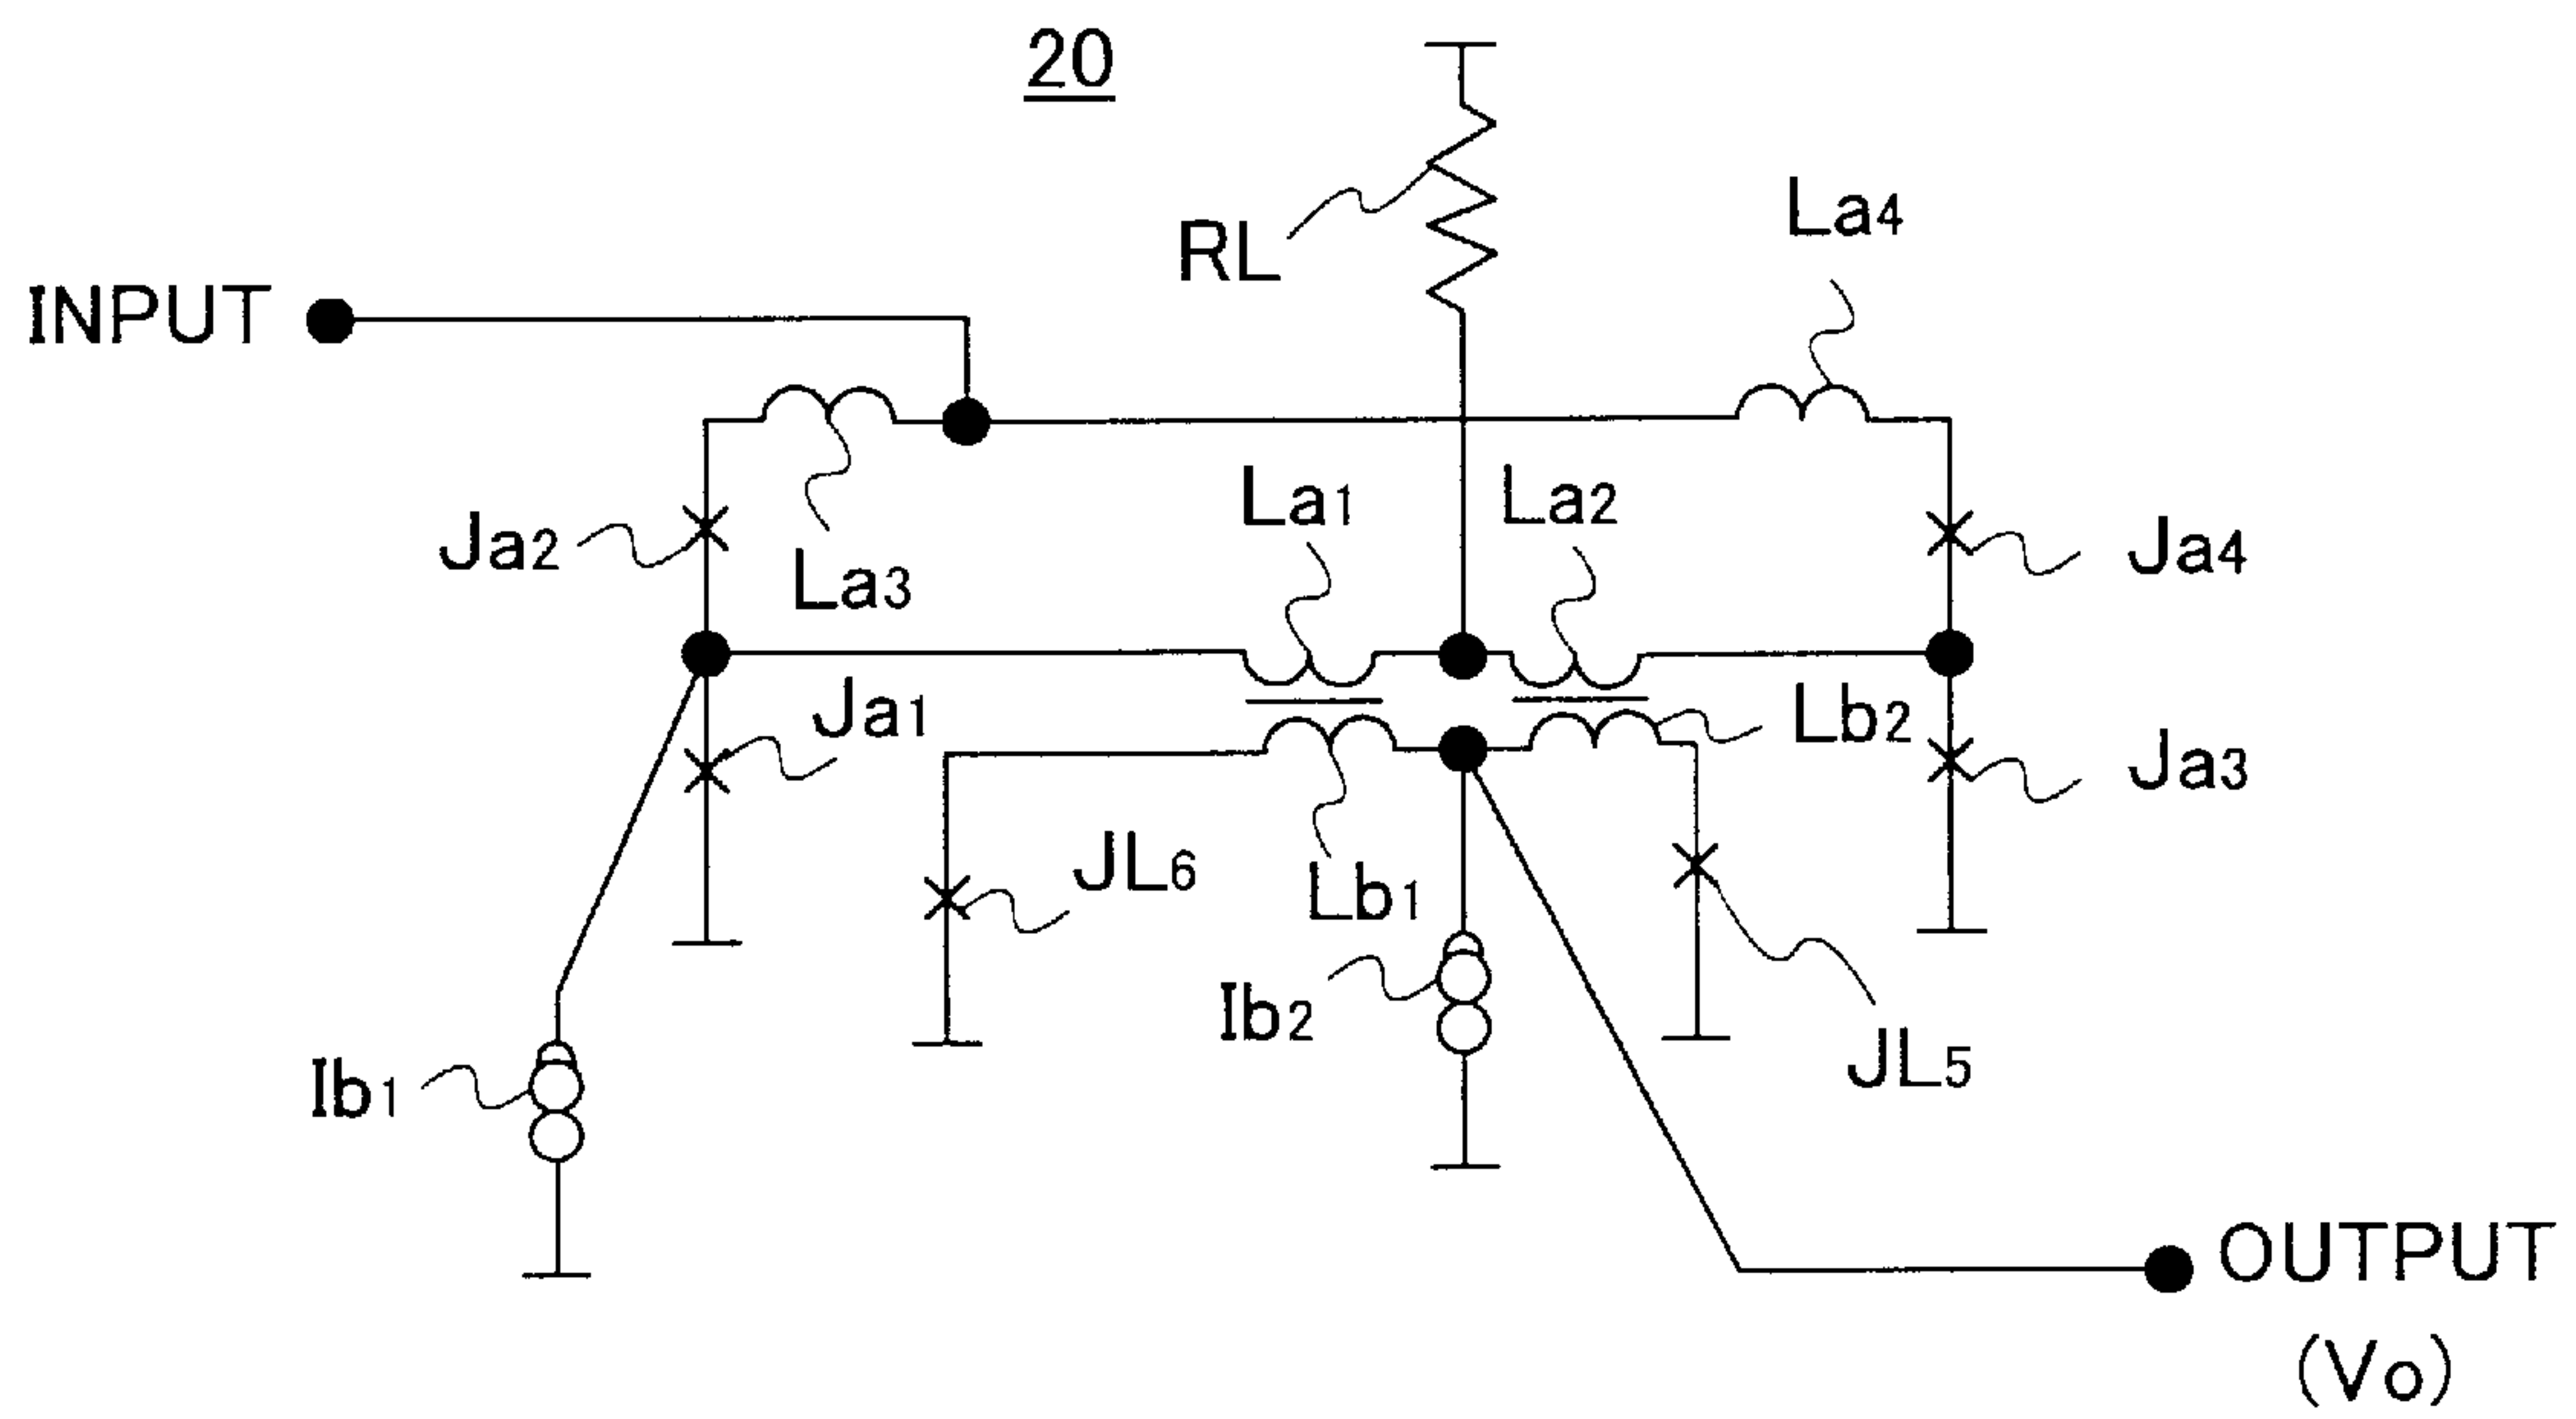 20
RL
La4
INPUT
La1
La2
Ja2
La3
Ja4
Ja1
Lb2
Ja3
JL6
Lb1
Ib2
JL5
Ib1
OUTPUT
(Vo)